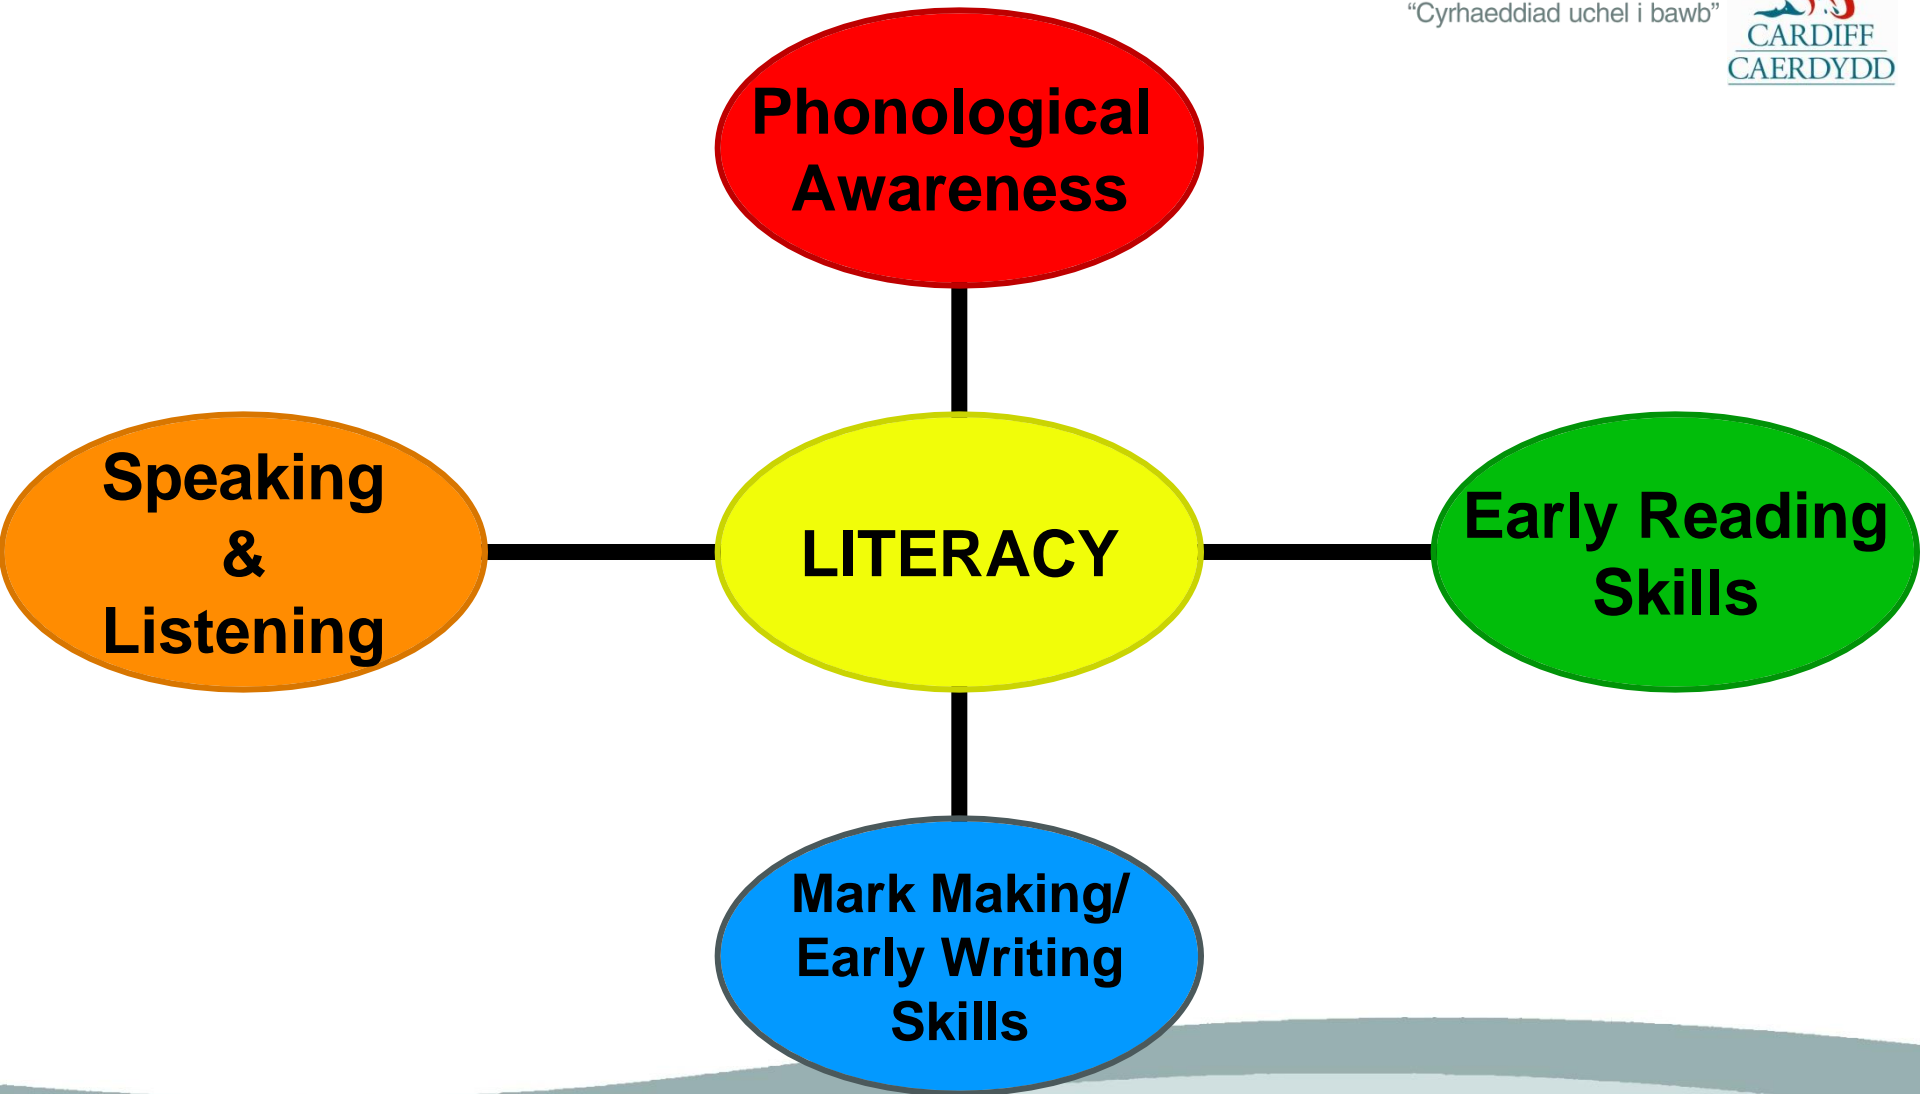 “Cyrhaeddiad uchel i bawb”
CARDIFF
CAERDYDD
Phonological
Awareness
Speaking
&
Listening
LITERACY
Early Reading
Skills
Mark Making/
Early Writing
Skills